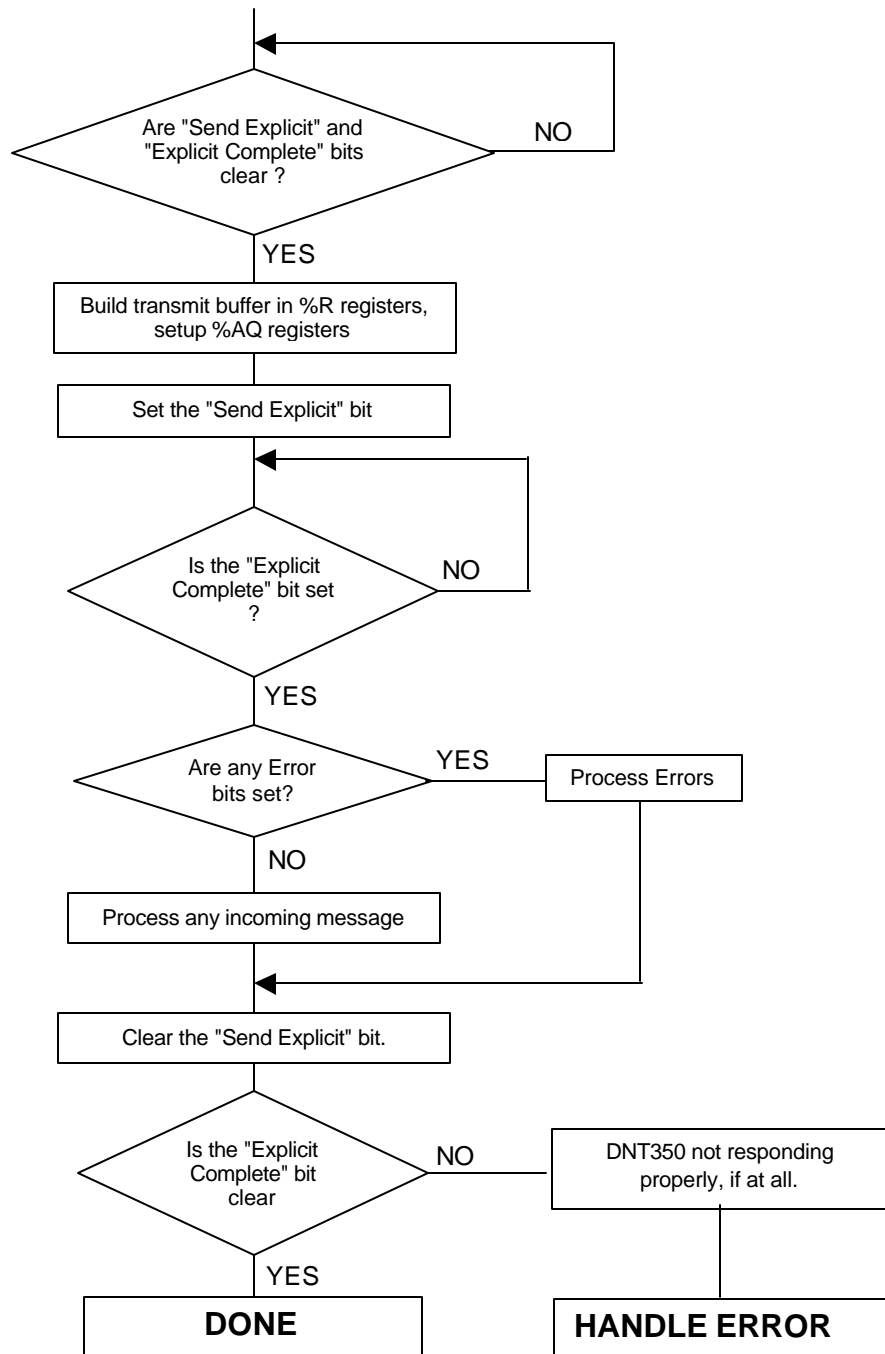 Are "Send Explicit" and
"Explicit Complete" bits
clear ?
NO
YES
Build transmit buffer in %R registers,
setup %AQ registers
Set the "Send Explicit" bit
Is the "Explicit
Complete" bit set
?
NO
YES
Are any Error
bits set?
YES
Process Errors
NO
Process any incoming message
Clear the "Send Explicit" bit.
Is the "Explicit
Complete" bit
clear
NO
DNT350 not responding
properly, if at all.
YES
DONE
HANDLE ERROR